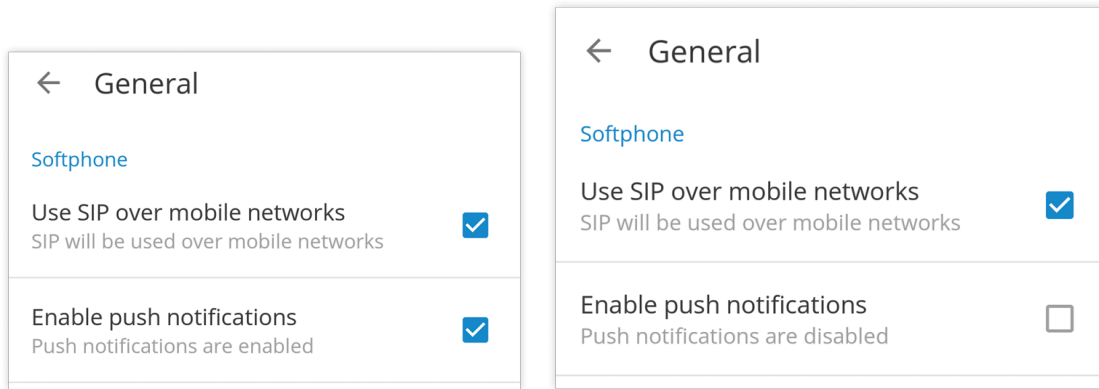 General
Softphone
Use SIP over mobile networks
SIP will be used over mobile networks
Enable push notifications
Push notifications are enabled
General
Softphone
Use SIP over mobile networks
SIP will be used over mobile networks
Enable push notifications
Push notifications are disabled